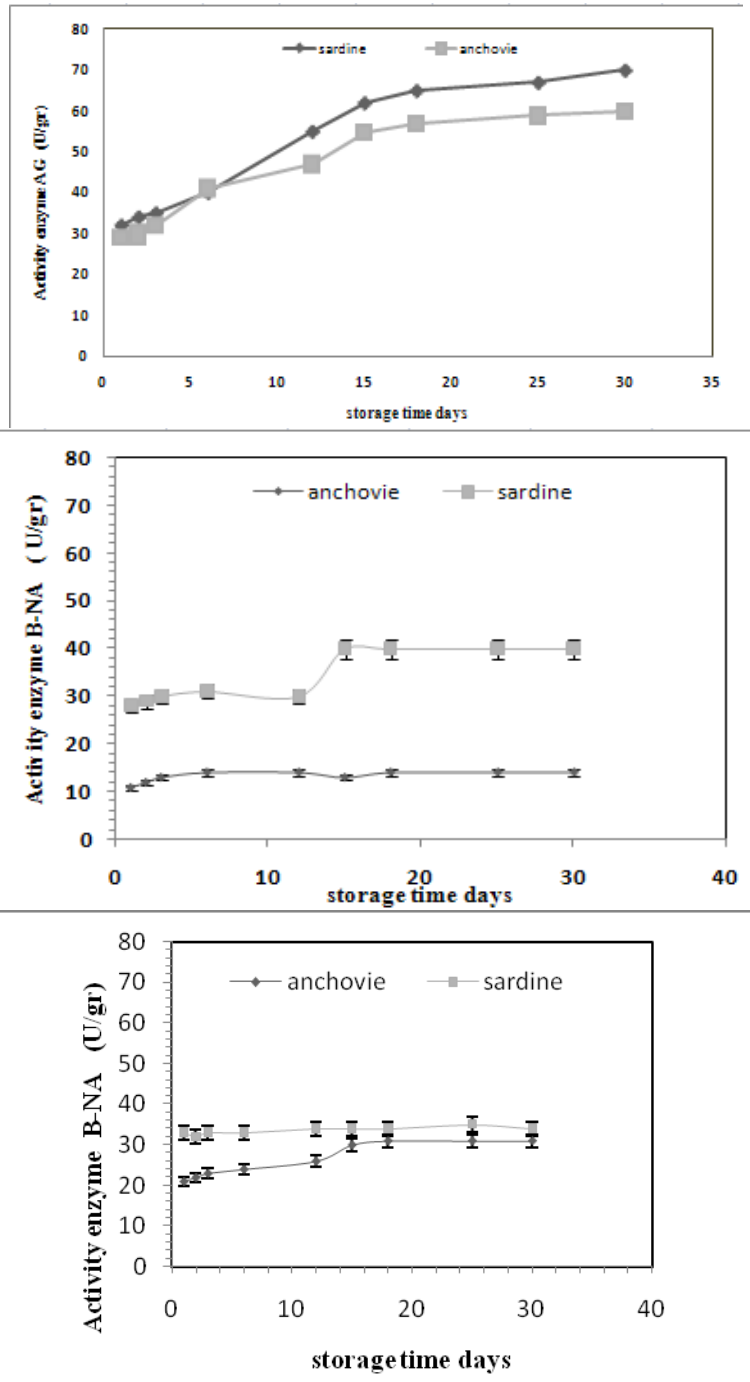 80
sardine anchovie
70
60
50
40
30
20
10
0
Activity enzyme AG (U/gr)
0 5 10 15 20 25 30 35
storage time days
80
anchovie sardine
70
60
50
40
30
20
10
0
Activity enzyme B-NA ( U/gr)
0 10 20 30 40
storage time days
80
anchovie sardine
70
60
50
40
30
20
10
0
Activity enzyme B-NA (U/gr)
0 10 20 30 40
storage time days